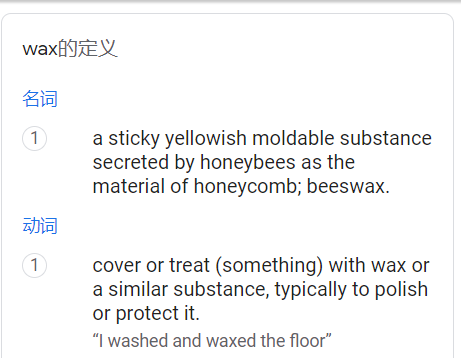 wax的定义
名词
1 a sticky yellowish moldable substance
secreted by honeybees as the
material of honeycomb; beeswax.
动词
1 cover or treat (something) with wax or
a similar substance, typically to polish
or protect it.
“I washed and waxed the floor”